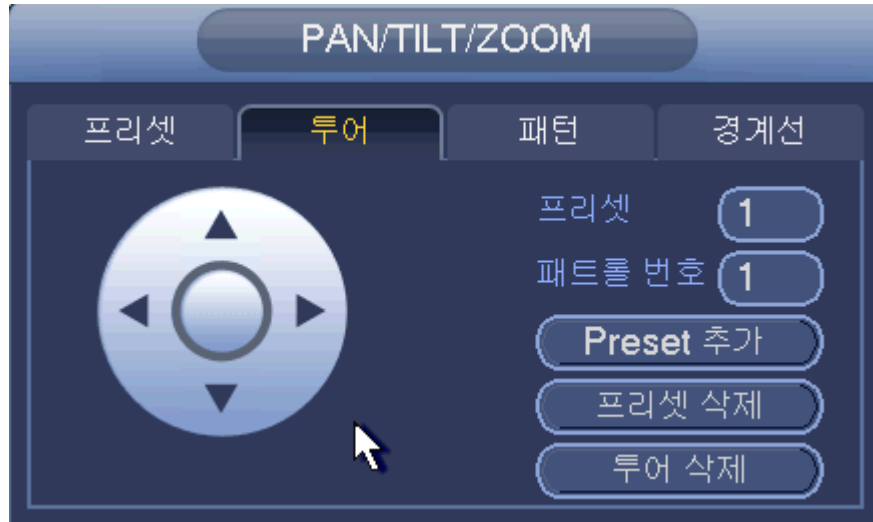 PAN/TILT/ZOOM
프리셋 투어 패턴 경계선
프리셋 1
패트롤 번호 1
Preset 추가
프리셋 삭제
투어 삭제